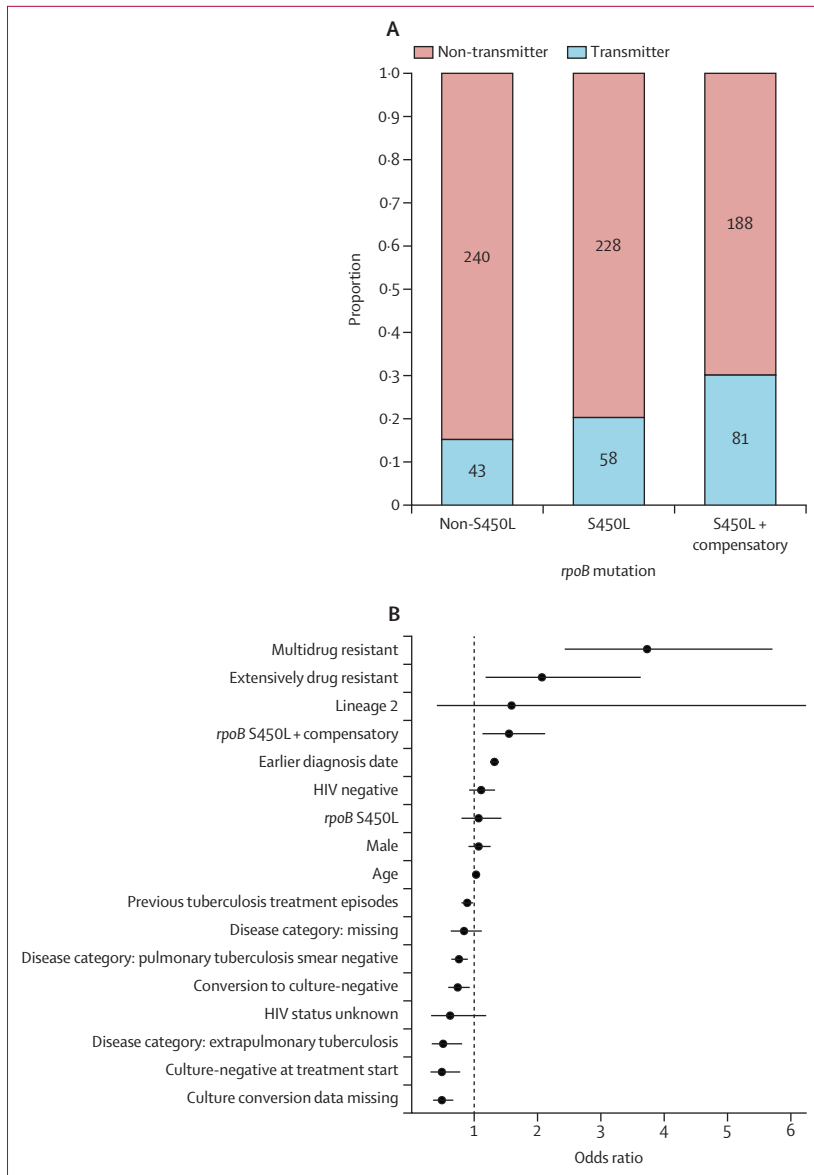 A
Non-transmitter Transmitter
1·0
0·9
0·8
0·7
0·6
0·5
0·4
0·3
0·2
0·1
0
Proportion
240
228
188
43
58
81
Non-S450L S450L S450L +
compensatory
rpoB mutation
B
Multidrug resistant
Extensively drug resistant
Lineage 2
rpoB S450L + compensatory
Earlier diagnosis date
HIV negative
rpoB S450L
Male
Age
Previous tuberculosis treatment episodes
Disease category: missing
Disease category: pulmonary tuberculosis smear negative
Conversion to culture-negative
HIV status unknown
Disease category: extrapulmonary tuberculosis
Culture-negative at treatment start
Culture conversion data missing
1 2 3 4 5 6
Odds ratio